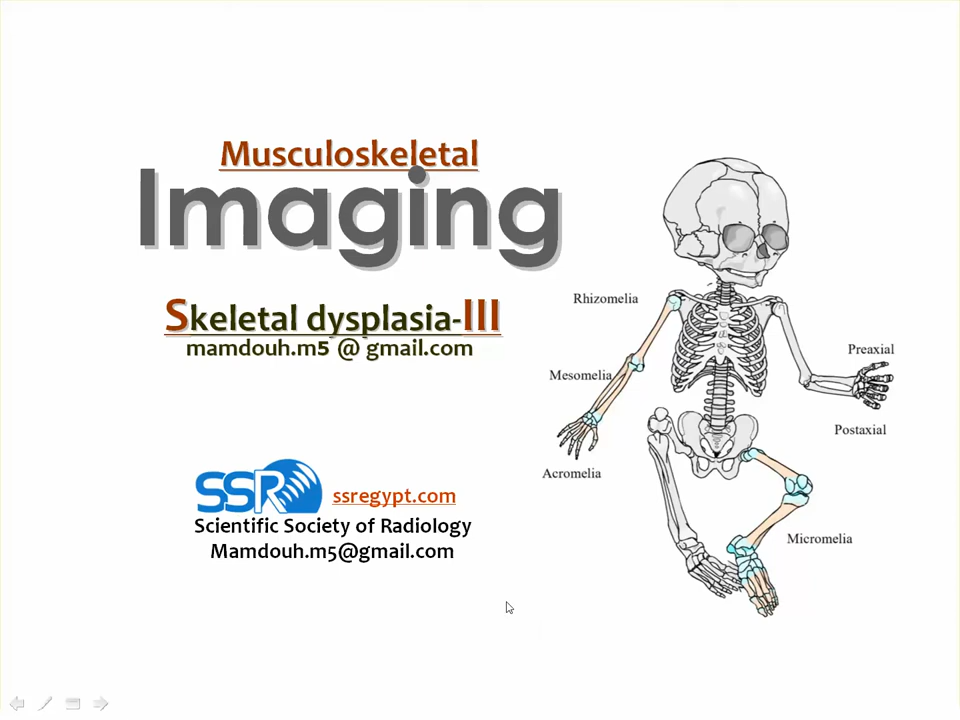 Musculoskeletal
Imaging
Skeletal dysplasia-III
mamdouh.m5 @ gmail.com
SSR ssregypt.com
Scientific Society of Radiology
Mamdouh.m5@gmail.com
Rhizomelia
Mesomelia
Acromelia
Preaxial
Postaxial
Micromelia